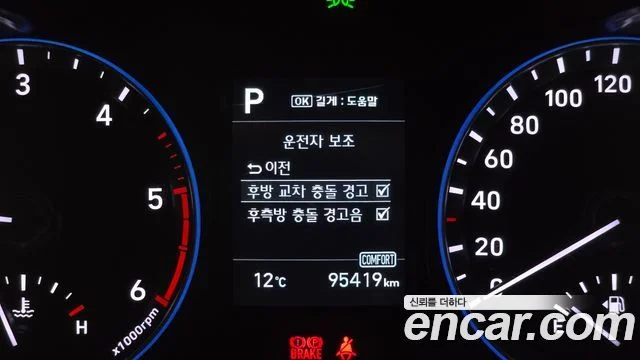 3
4
5
6
x1000rpm
H
P
OK 길게 : 도움말
운전자 보조
이전
후방 교차 충돌 경고
후측방 충돌 경고음
COMFORT
12℃ 95419km
BRAKE
0
20
40
60
80
100
120
E
신뢰를 더하다
encar.com